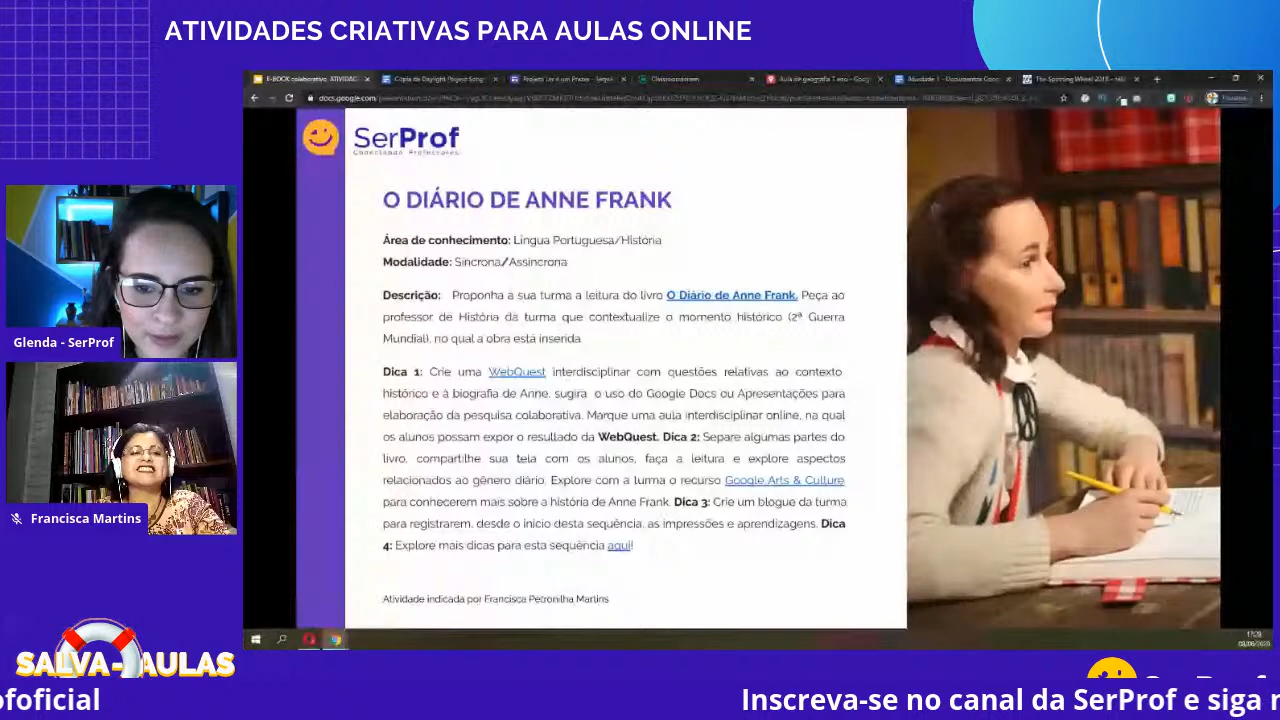 ATIVIDADES CRIATIVAS PARA AULAS ONLINE
docs.google.com
SerProf
Conectando Professores
O DIÁRIO DE ANNE FRANK
Área de conhecimento: Língua Portuguesa/História
Modalidade: Síncrona/Assíncrona
Descrição: Proponha a sua turma a leitura do livro O Diário de Anne Frank. Peça ao
professor de História da turma que contextualize o momento histórico (2ª Guerra
Mundial), no qual a obra está inserida.
Dica 1: Crie uma WebQuest interdisciplinar com questões relativas ao contexto
histórico e à biografia de Anne, sugira o uso do Google Docs ou Apresentações para
elaboração da pesquisa colaborativa. Marque uma aula interdisciplinar online, na qual
os alunos possam expor o resultado da WebQuest. Dica 2: Separe algumas partes do
livro, compartilhe sua tela com os alunos, faça a leitura e explore aspectos
relacionados ao gênero diário. Explore com a turma o recurso Google Arts & Culture
para conhecerem mais sobre a história de Anne Frank. Dica 3: Crie um blogue da turma
para registrarem, desde o início desta sequência, as impressões e aprendizagens. Dica
4: Explore mais dicas para esta sequência aqui!
Atividade indicada por Francisca Petronilha Martins
Glenda - SerProf
Francisca Martins
SALVA-AULAS
ofoficial
Inscreva-se no canal da SerProf e siga